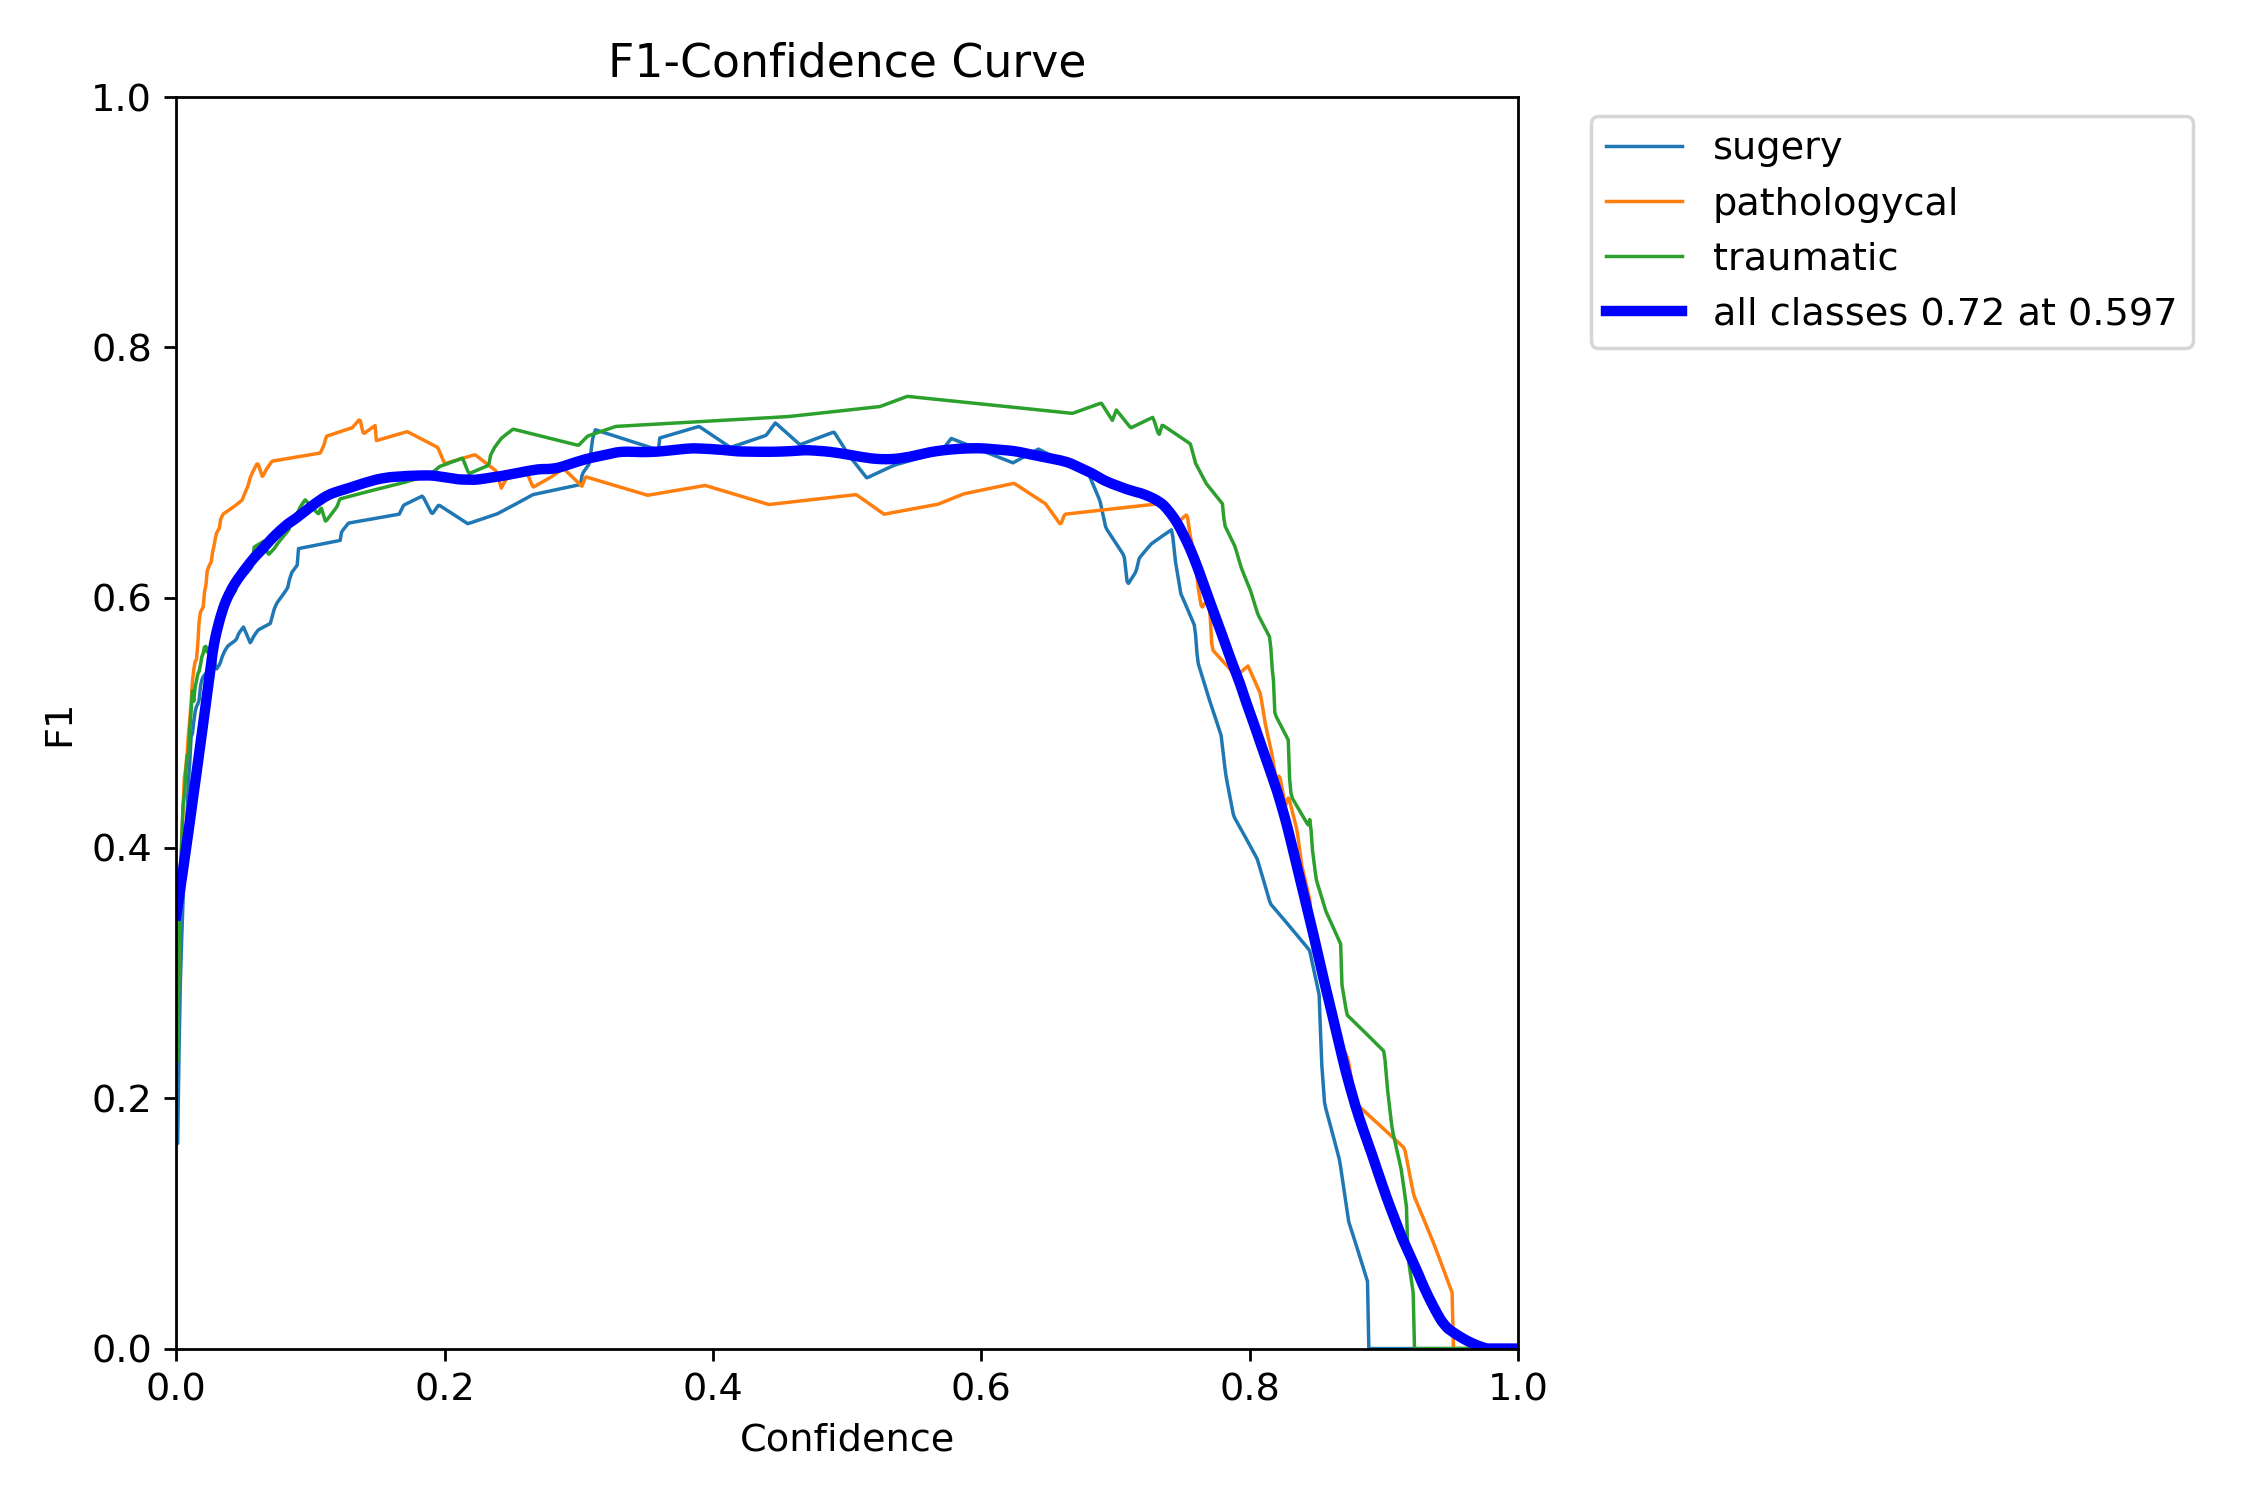 F1-Confidence Curve
1.0
0.8
0.6
0.4
0.2
0.0
F1
0.0 0.2 0.4 0.6 0.8 1.0
Confidence
sugery
pathologycal
traumatic
all classes 0.72 at 0.597